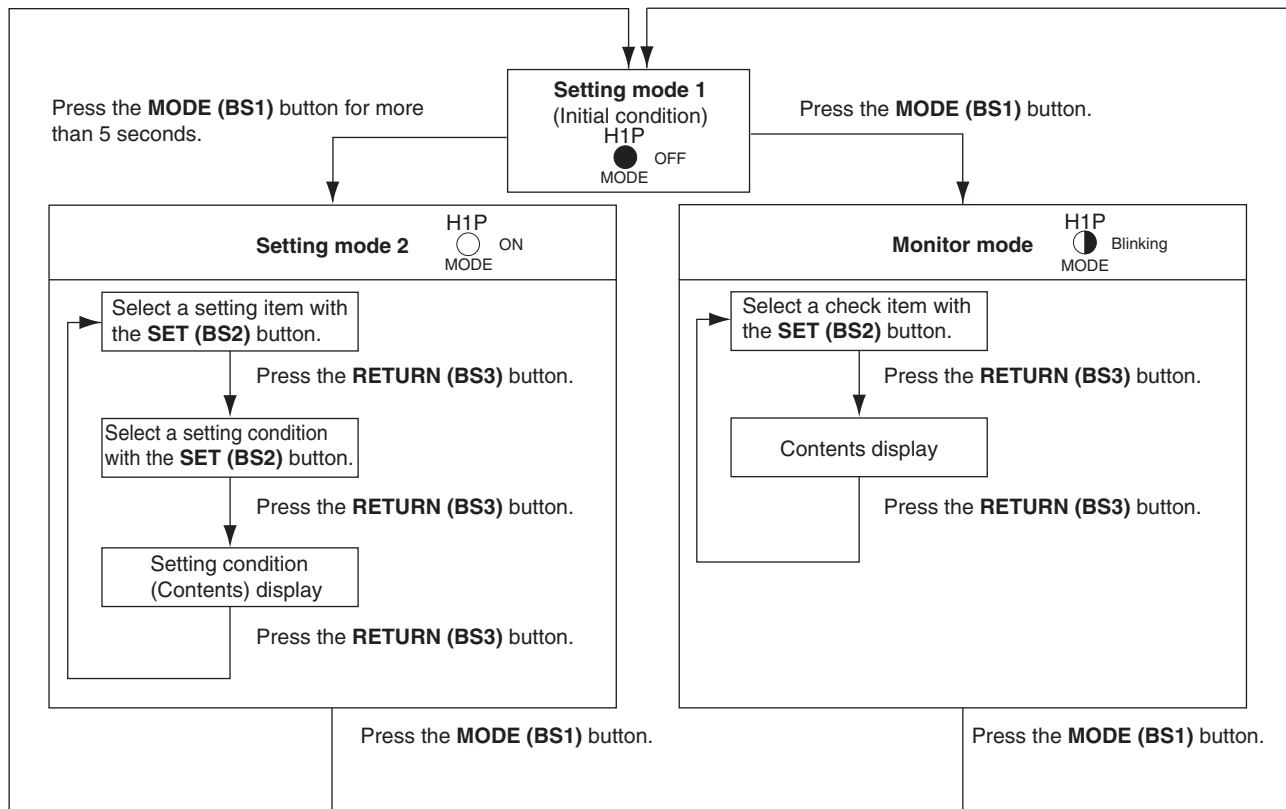 Setting mode 1
(Initial condition)
H1P
OFF
MODE
Press the MODE (BS1) button for more
than 5 seconds.
Press the MODE (BS1) button.
Setting mode 2
H1P
ON
MODE
Select a setting item with
the SET (BS2) button.
Press the RETURN (BS3) button.
Select a setting condition
with the SET (BS2) button.
Press the RETURN (BS3) button.
Setting condition
(Contents) display
Press the RETURN (BS3) button.
Press the MODE (BS1) button.
Monitor mode
H1P
Blinking
MODE
Select a check item with
the SET (BS2) button.
Press the RETURN (BS3) button.
Contents display
Press the RETURN (BS3) button.
Press the MODE (BS1) button.